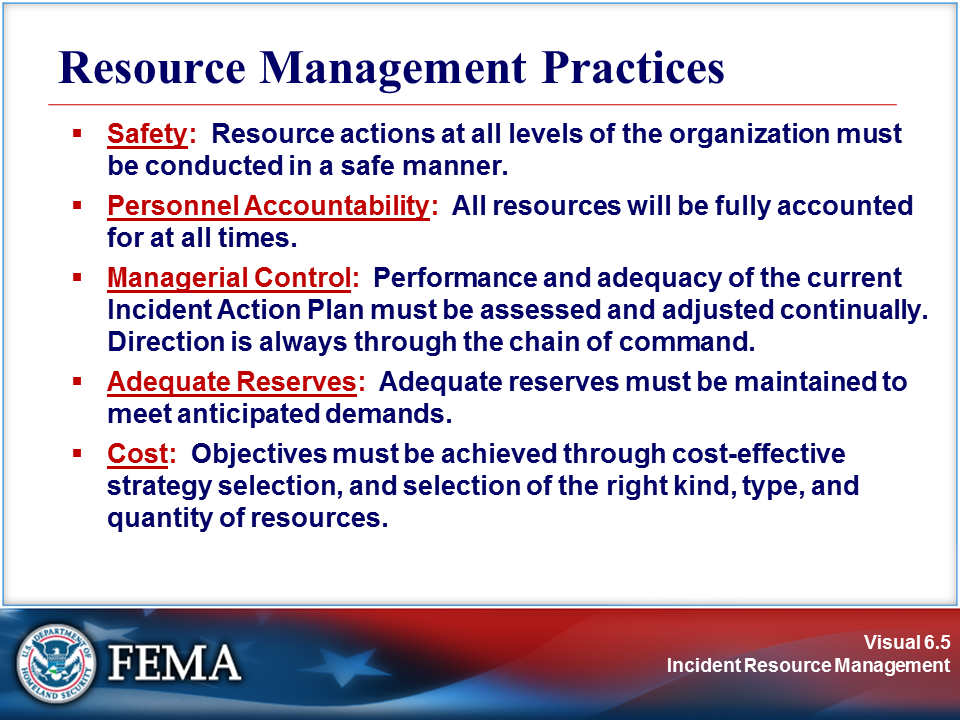 Resource Management Practices
Safety:  Resource actions at all levels of the organization must
be conducted in a safe manner.
Personnel Accountability:  All resources will be fully accounted
for at all times.
Managerial Control:  Performance and adequacy of the current
Incident Action Plan must be assessed and adjusted continually.
Direction is always through the chain of command.
Adequate Reserves:  Adequate reserves must be maintained to
meet anticipated demands.
Cost:  Objectives must be achieved through cost-effective
strategy selection, and selection of the right kind, type, and
quantity of resources.
U.S. DEPARTMENT OF
HOMELAND SECURITY
FEMA
Visual 6.5
Incident Resource Management